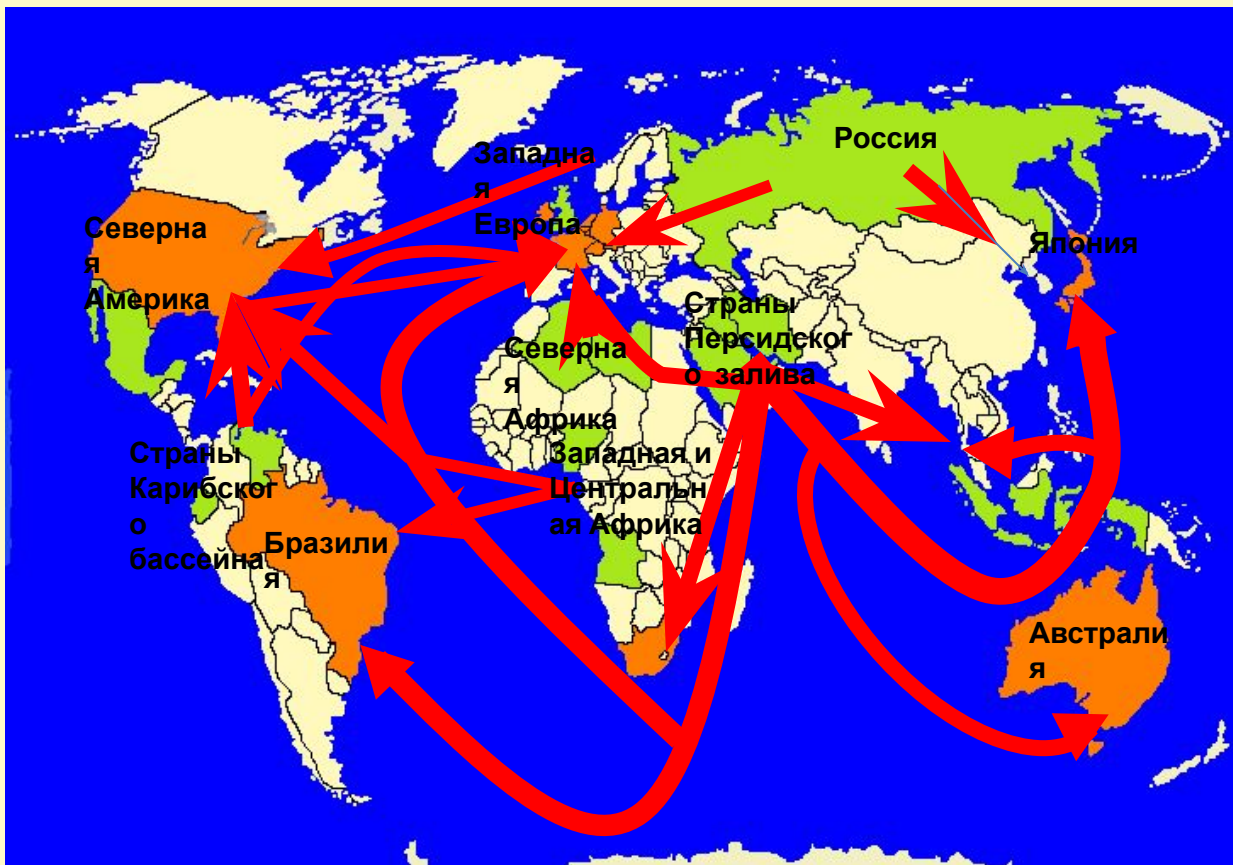 Россия
Западна
я
Европа
Северна
я
Америка
Япония
Страны
Персидског
о залива
Северна
я
Африка
Страны
Карибског
о
бассейна
Западная и
Центральн
ая Африка
Бразили
я
Австрали
я